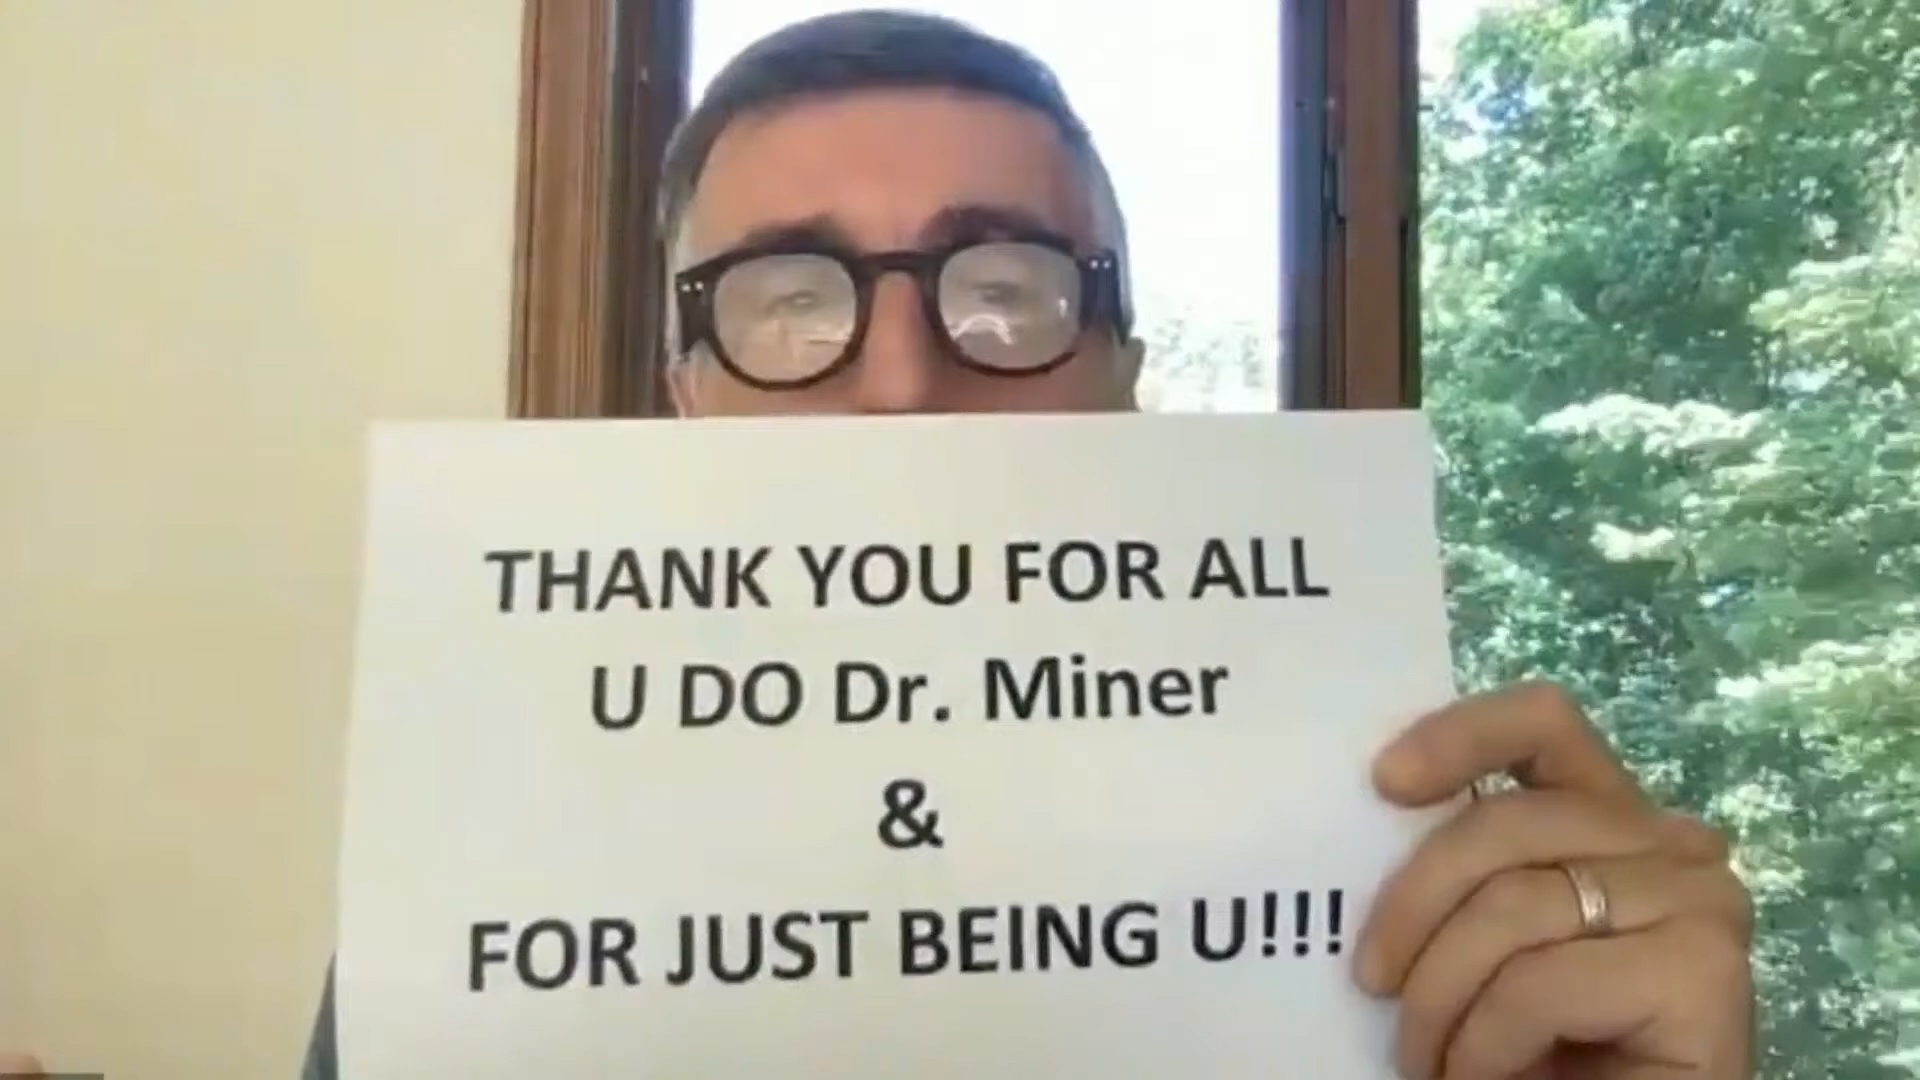 THANK YOU FOR ALL
U DO Dr. Miner
&
FOR JUST BEING U!!!